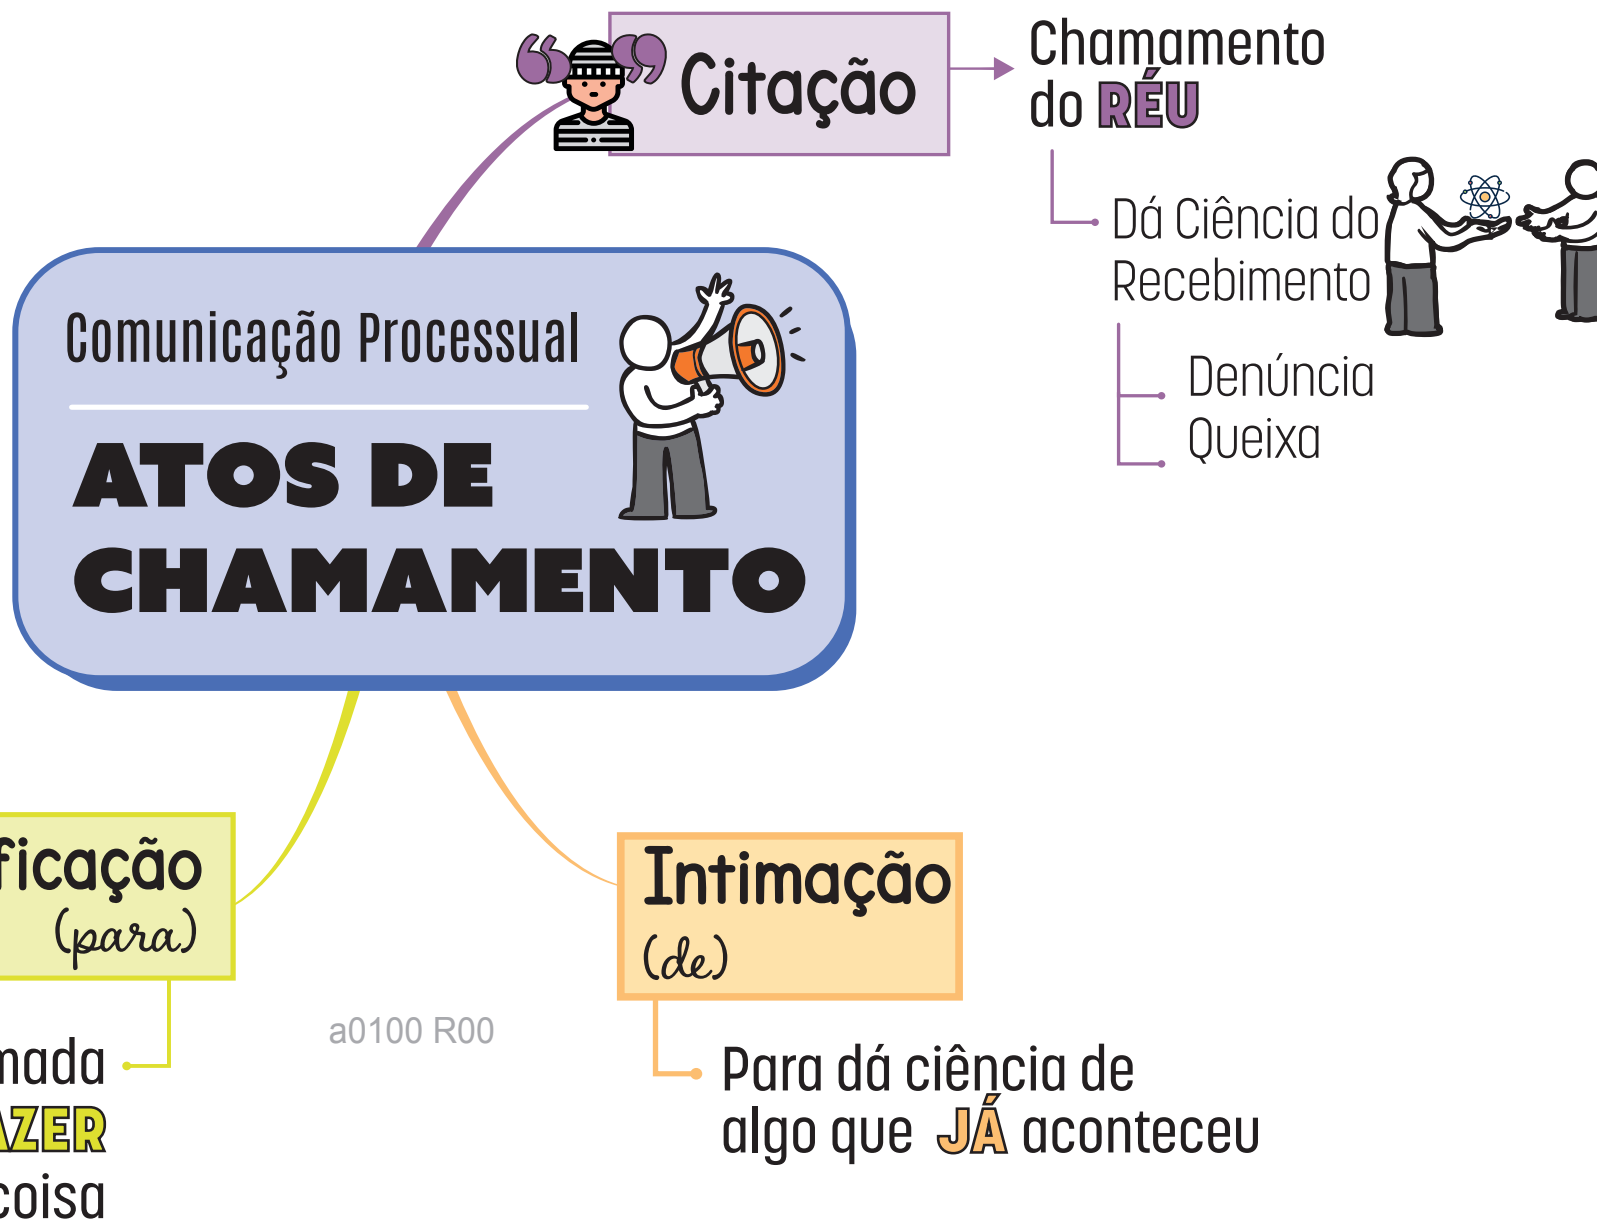 Citação
Chamamento
do RÉU
Dá Ciência do
Recebimento
Denúncia
Queixa
Comunicação Processual
ATOS DE
CHAMAMENTO
ficação
(para)
mada
AZER
coisa
Intimação
(de)
Para dá ciência de
algo que JÁ aconteceu
a0100 R00